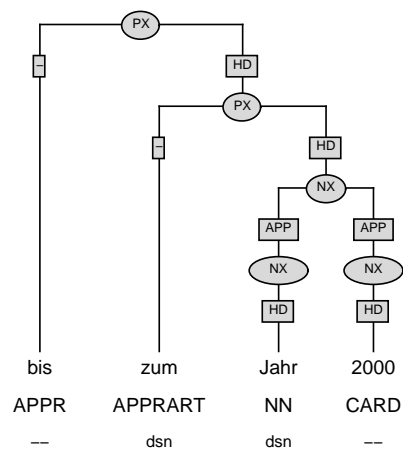 PX
– HD
PX
– HD
NX
APP APP
NX NX
HD HD
bis zum Jahr 2000
APPR APPRART NN CARD
–– dsn dsn ––